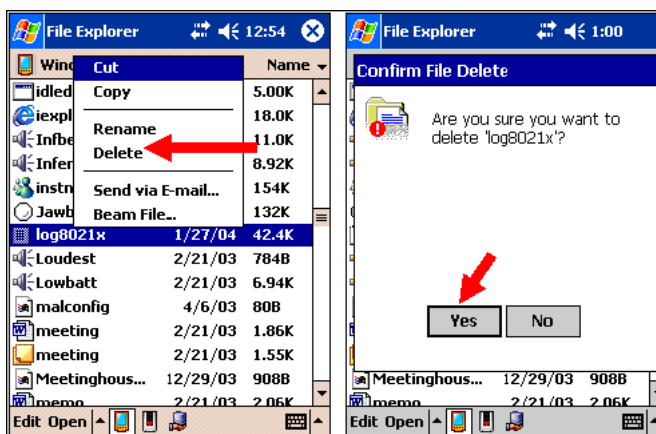 File Explorer 12:54
Wind Name
Cut
Copy
Rename
Delete
Send via E-mail...
Beam File...
idled 5.00K
iexpl 18.0K
Infbe 11.0K
Infer 8.92K
instn 154K
Jawb 132K
log8021x 1/27/04 42.4K
Loudest 2/21/03 784B
Lowbatt 2/21/03 6.94K
malconfig 4/6/03 80B
meeting 2/21/03 1.86K
meeting 2/21/03 1.55K
Meetinghous... 12/29/03 908B
memo 2/21/03 2.06K
Edit Open
File Explorer 1:00
Confirm File Delete
Are you sure you want to
delete 'log8021x'?
Yes No
Meetinghous... 12/29/03 908B
memo 2/21/03 2.06K
Edit Open